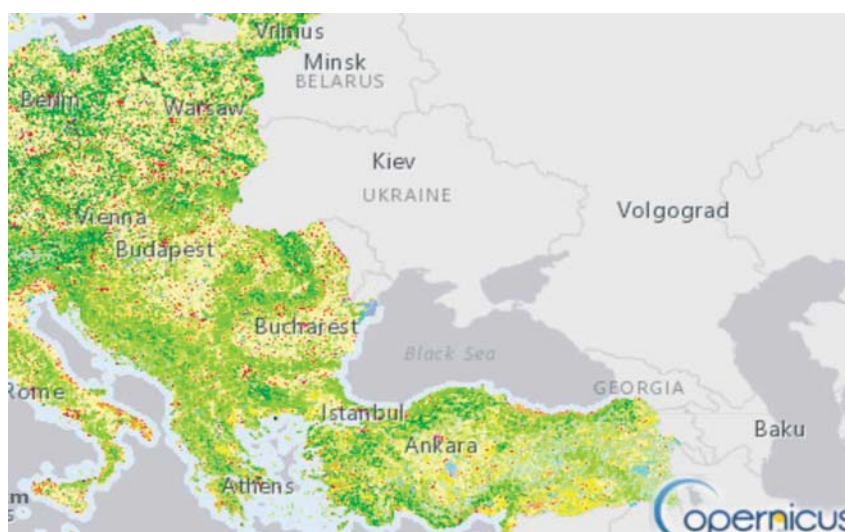 Vilnius
Minsk
BELARUS
Berlin
Warsaw
Kiev
UKRAINE
Volgograd
Vienna
Budapest
Bucharest
Black Sea
GEORGIA
Rome
Istanbul
Ankara
Baku
Athens
opernicus